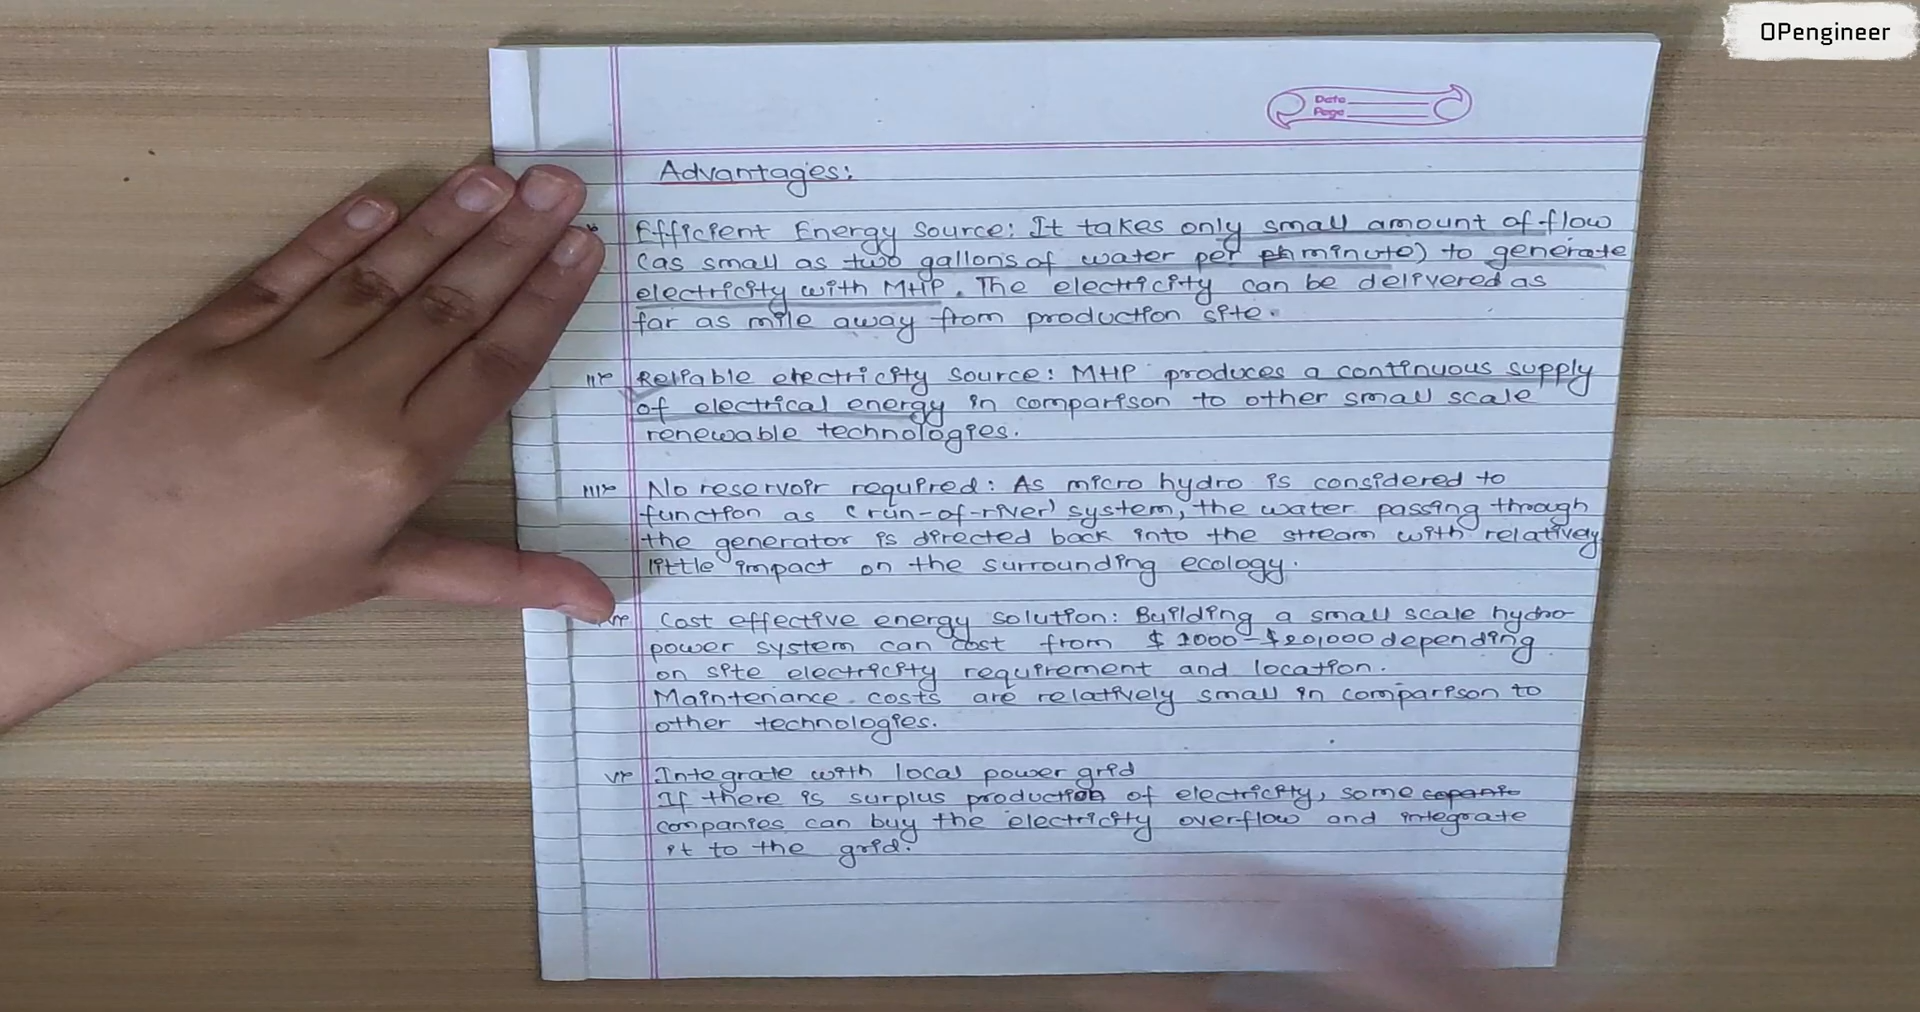 OPengineer
Date
Page
Advantages:
Efficient Energy Source: It takes only small amount of flow
(as small as two gallons of water per minute) to generate
electricity with MHP. The electricity can be delivered as
far as mile away from production site.
ii> Reliable electricity source: MHP produces a continuous supply
of electrical energy in comparison to other small scale
renewable technologies.
iii> No reservoir required: As micro hydro is considered to
function as 'run-of-river' system, the water passing through
the generator is directed back into the stream with relatively
little impact on the surrounding ecology.
Cost effective energy solution: Building a small scale hydro
power system can cost from $ 1000 - $20,000 depending
on site electricity requirement and location.
Maintenance costs are relatively small in comparison to
other technologies.
v> Integrate with local power grid
If there is surplus production of electricity, some
companies can buy the electricity overflow and integrate
it to the grid.